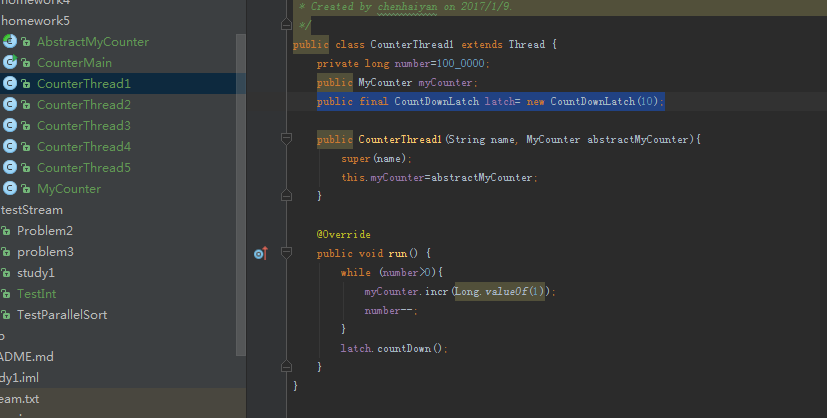 homework4
homework5
AbstractMyCounter
CounterMain
CounterThread1
CounterThread2
CounterThread3
CounterThread4
CounterThread5
MyCounter
testStream
Problem2
problem3
study1
TestInt
TestParallelSort
ADME.md
dy1.iml
eam.txt
* Created by chenhaiyan on 2017/1/9.
*/
public class CounterThread1 extends Thread {
private long number=100_0000;
public MyCounter myCounter;
public final CountDownLatch latch= new CountDownLatch(10);
public CounterThread1(String name, MyCounter abstractMyCounter){
super(name);
this.myCounter=abstractMyCounter;
}
@Override
public void run() {
while (number>0){
myCounter.incr(Long.valueOf(1));
number--;
}
latch.countDown();
}
}